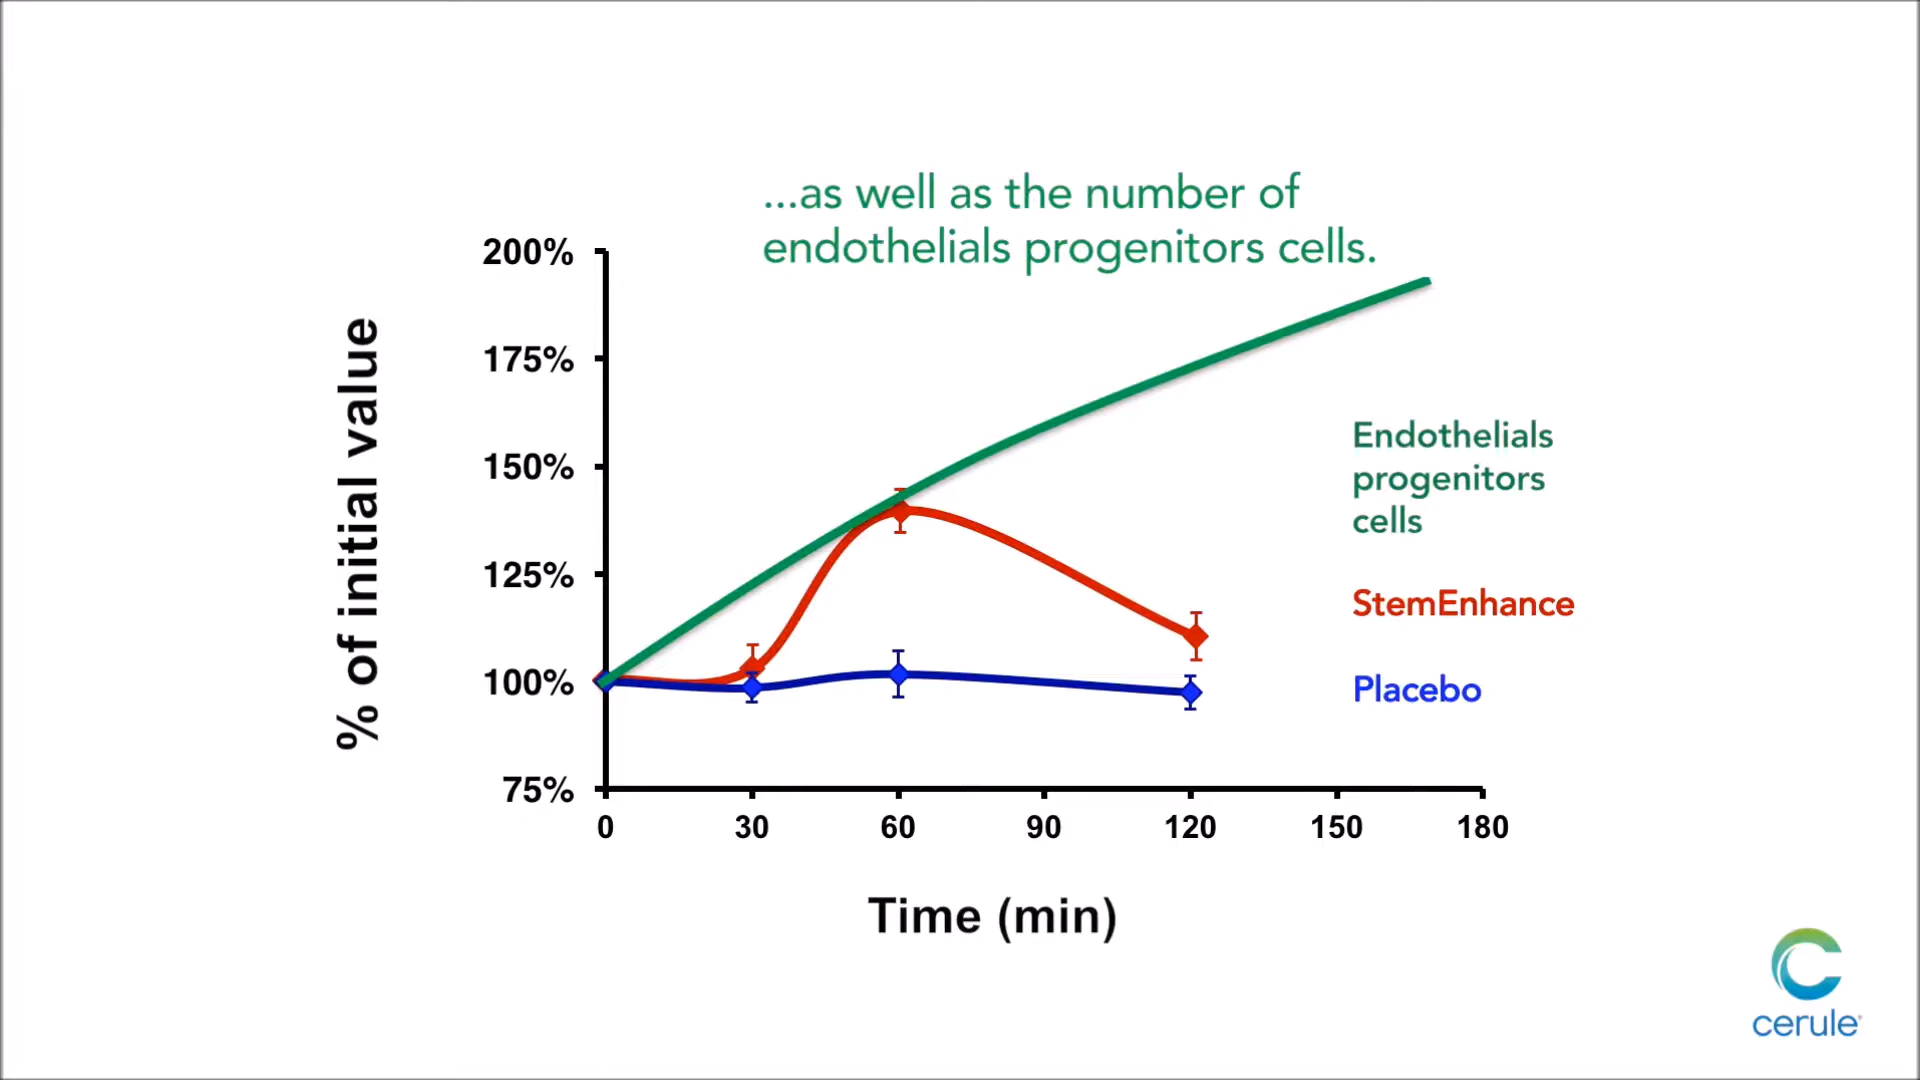 ...as well as the number of
endothelials progenitors cells.
200%
175%
150%
125%
100%
75%
% of initial value
0 30 60 90 120 150 180
Time (min)
Endothelials
progenitors
cells
StemEnhance
Placebo
cerule